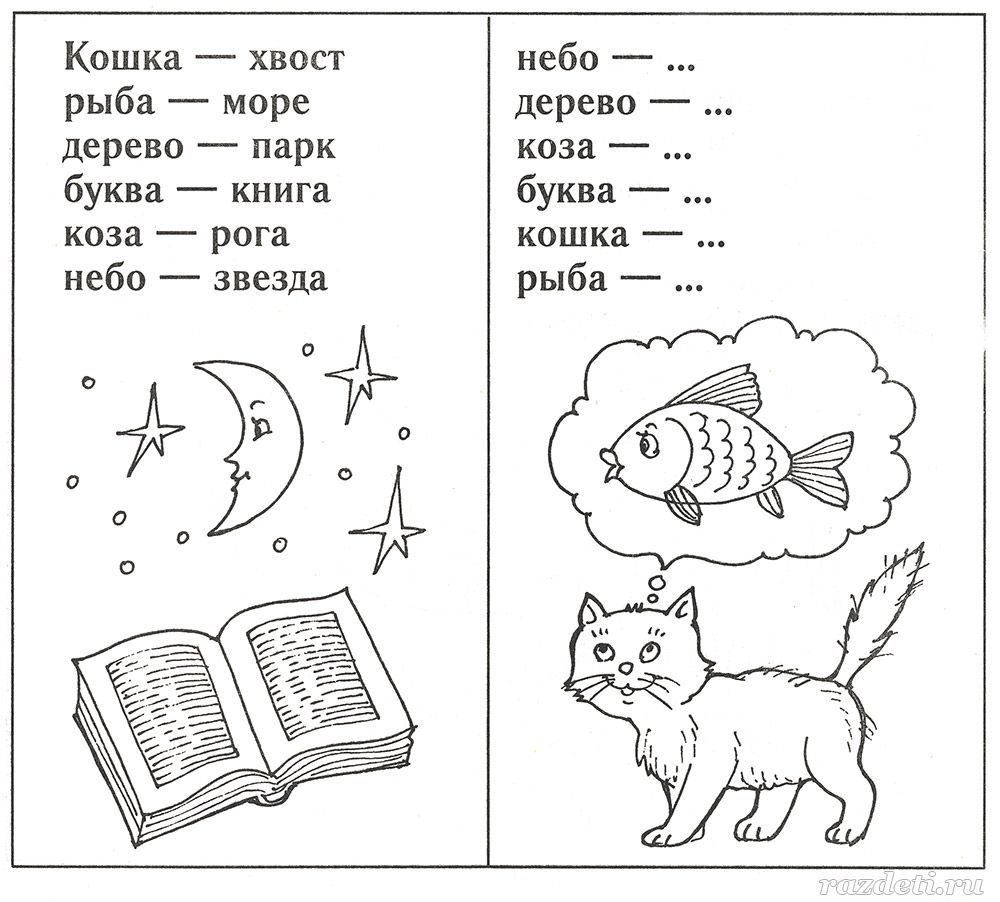 Кошка — хвост
рыба — море
дерево — парк
буква — книга
коза — рога
небо — звезда
небо — ...
дерево — ...
коза — ...
буква — ...
кошка — ...
рыба — ...
razdeti.ru